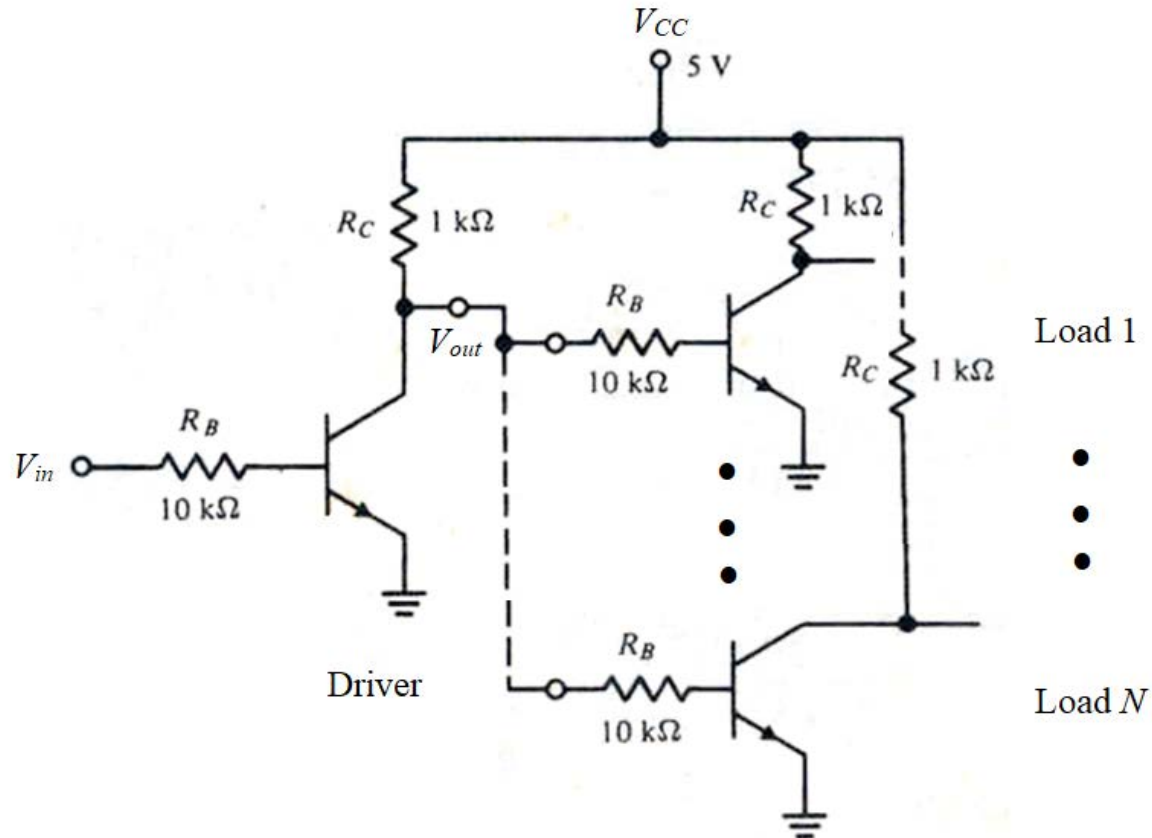 V_CC
5 V
R_C
1 kΩ
R_C
1 kΩ
R_B
10 kΩ
V_out
Load 1
R_C
1 kΩ
R_B
V_in
10 kΩ
R_B
10 kΩ
Driver
Load N